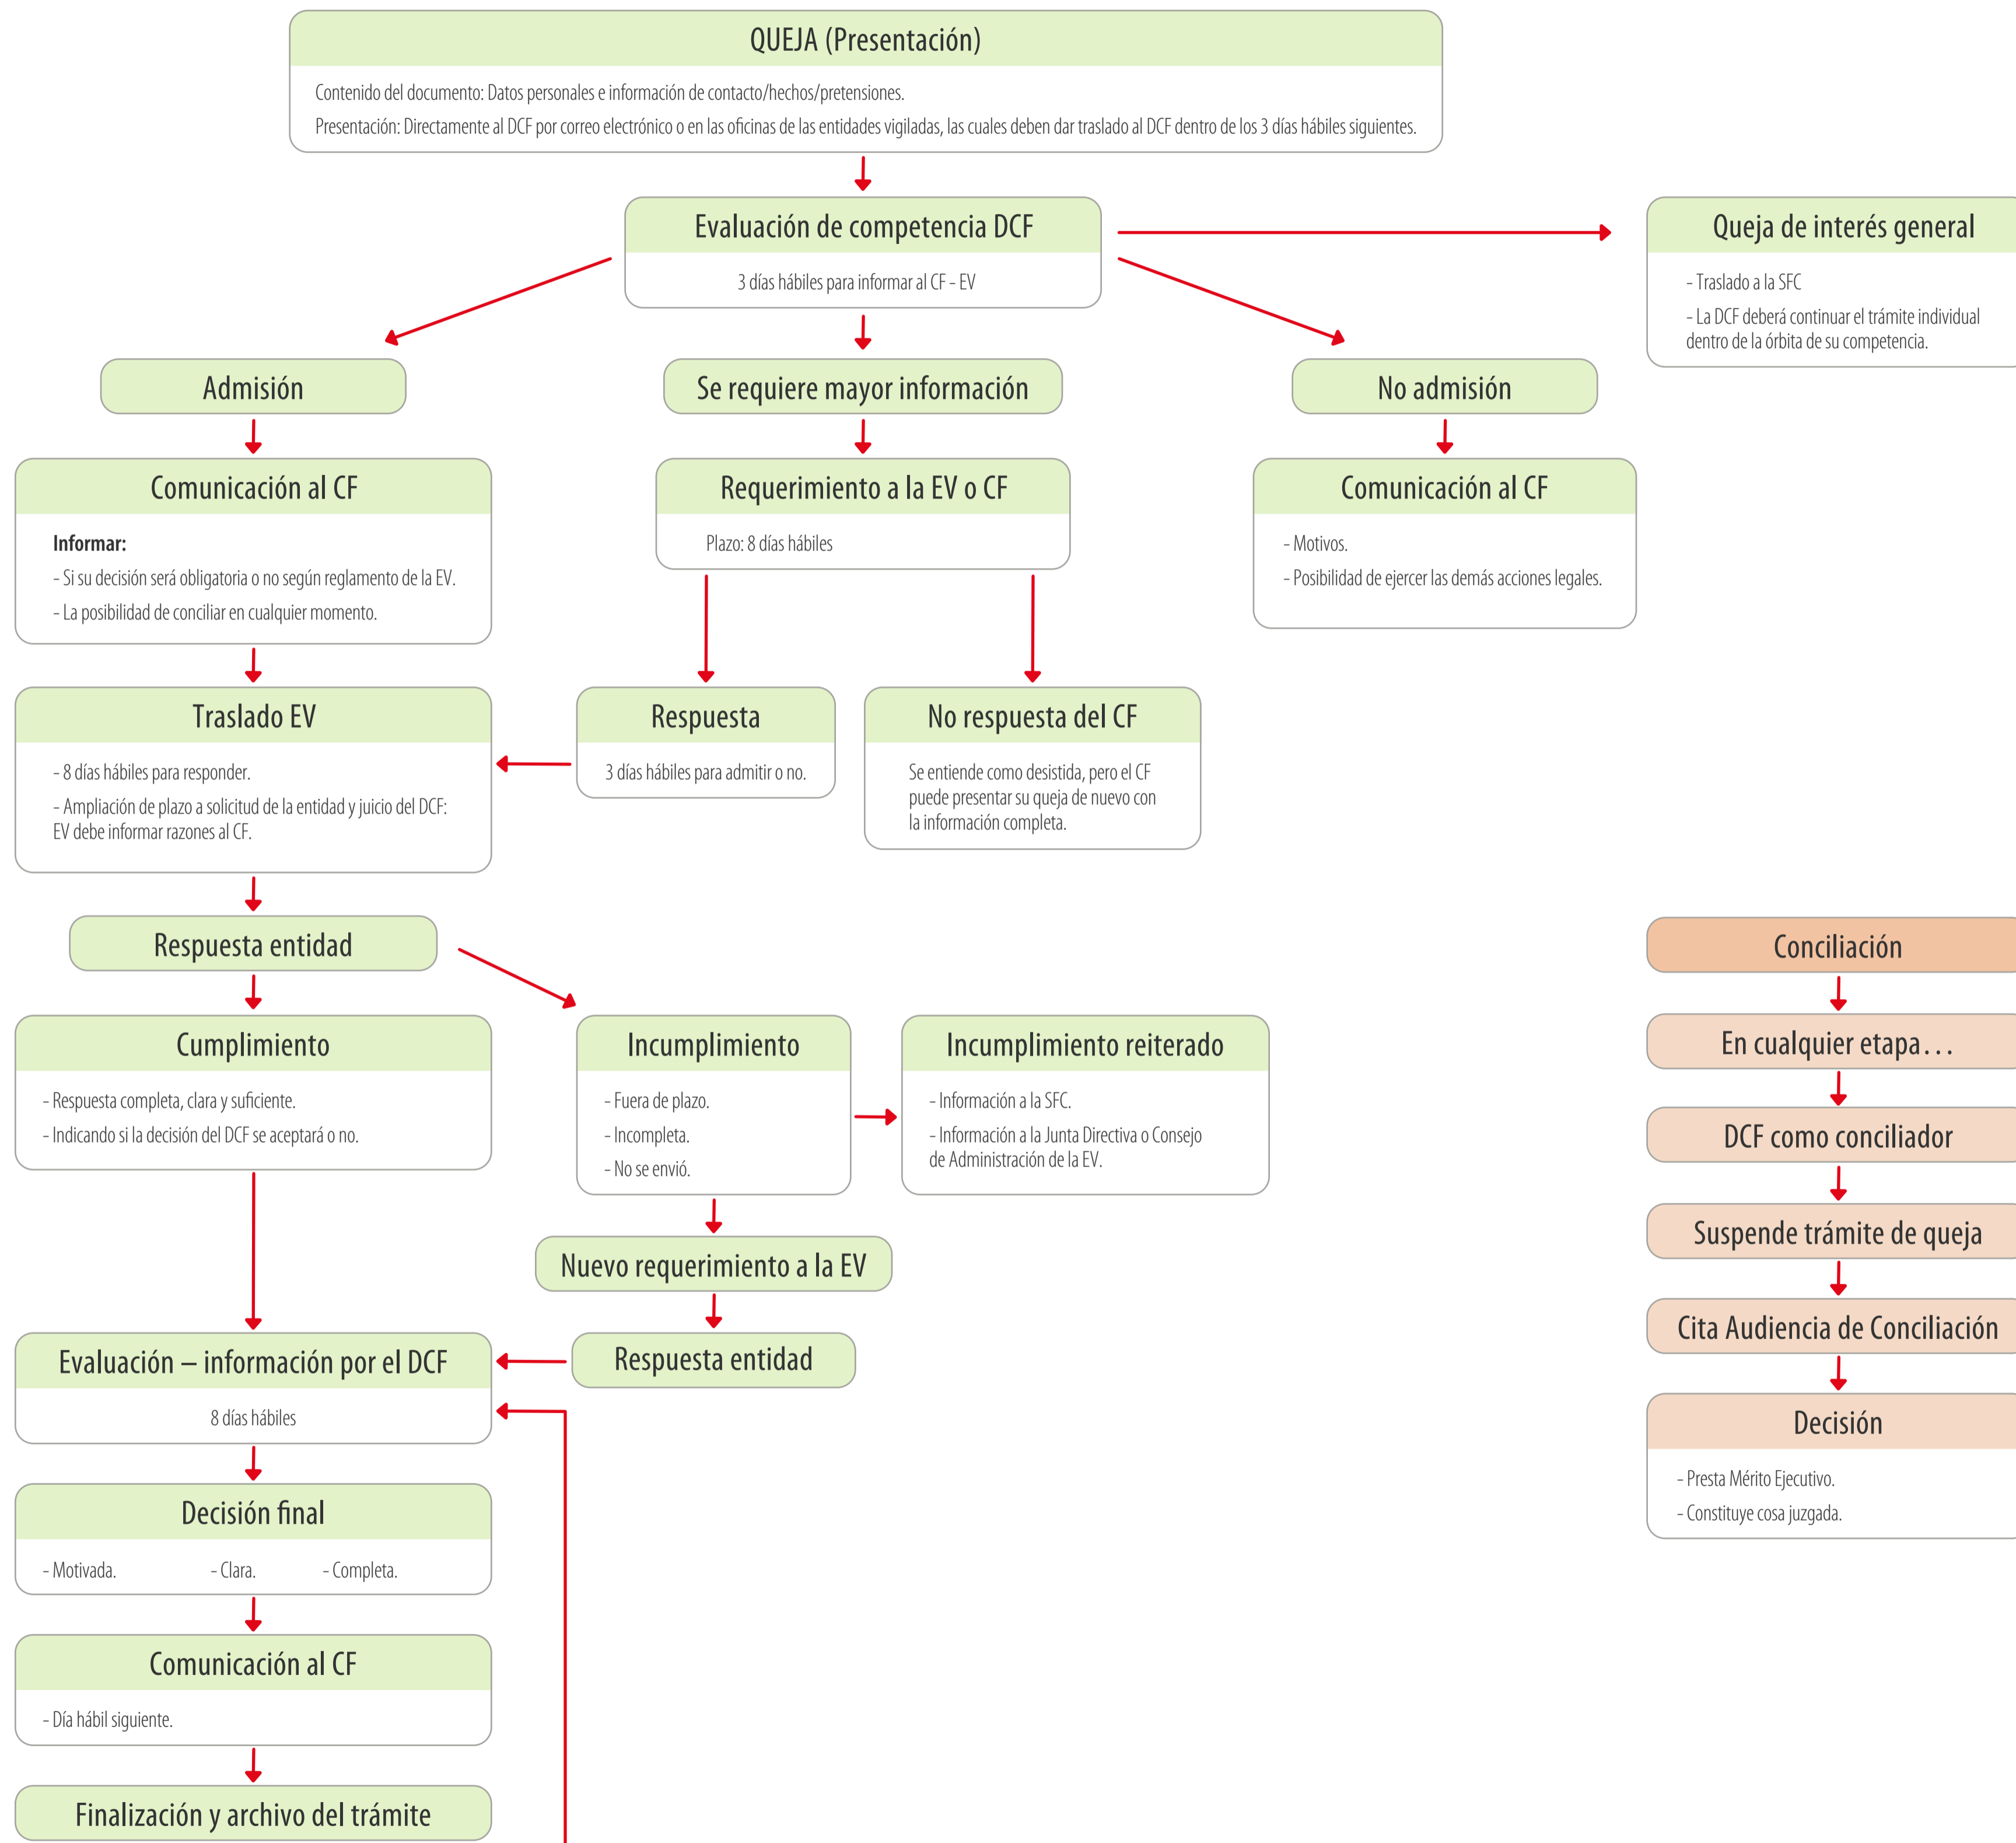 QUEJA (Presentación)
Contenido del documento: Datos personales e información de contacto/hechos/pretensiones.
Presentación: Directamente al DCF por correo electrónico o en las oficinas de las entidades vigiladas, las cuales deben dar traslado al DCF dentro de los 3 días hábiles siguientes.
Evaluación de competencia DCF
3 días hábiles para informar al CF - EV
Queja de interés general
- Traslado a la SFC
- La DCF deberá continuar el trámite individual
dentro de la órbita de su competencia.
Admisión
Se requiere mayor información
No admisión
Comunicación al CF
Informar:
- Si su decisión será obligatoria o no según reglamento de la EV.
- La posibilidad de conciliar en cualquier momento.
Requerimiento a la EV o CF
Plazo: 8 días hábiles
Comunicación al CF
- Motivos.
- Posibilidad de ejercer las demás acciones legales.
Traslado EV
- 8 días hábiles para responder.
- Ampliación de plazo a solicitud de la entidad y juicio del DCF:
EV debe informar razones al CF.
Respuesta
3 días hábiles para admitir o no.
No respuesta del CF
Se entiende como desistida, pero el CF
puede presentar su queja de nuevo con
la información completa.
Respuesta entidad
Cumplimiento
- Respuesta completa, clara y suficiente.
- Indicando si la decisión del DCF se aceptará o no.
Incumplimiento
- Fuera de plazo.
- Incompleta.
- No se envió.
Incumplimiento reiterado
- Información a la SFC.
- Información a la Junta Directiva o Consejo
de Administración de la EV.
Nuevo requerimiento a la EV
Respuesta entidad
Evaluación – información por el DCF
8 días hábiles
Decisión final
- Motivada. - Clara. - Completa.
Comunicación al CF
- Día hábil siguiente.
Finalización y archivo del trámite
Conciliación
En cualquier etapa...
DCF como conciliador
Suspende trámite de queja
Cita Audiencia de Conciliación
Decisión
- Presta Mérito Ejecutivo.
- Constituye cosa juzgada.